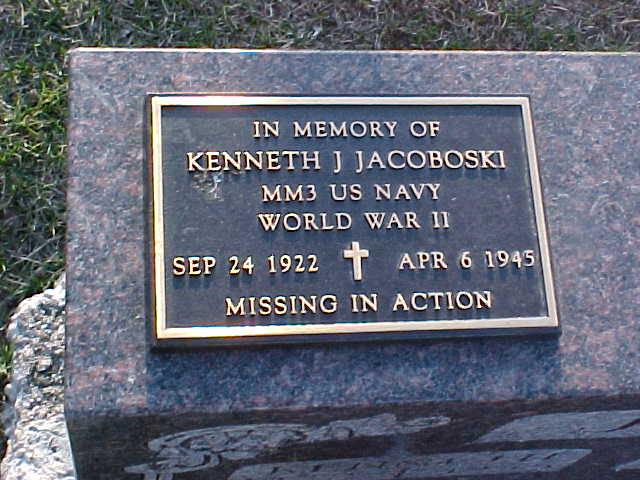 IN MEMORY OF
KENNETH J JACOBOSKI
MM3 US NAVY
WORLD WAR II
SEP 24 1922 APR 6 1945
MISSING IN ACTION